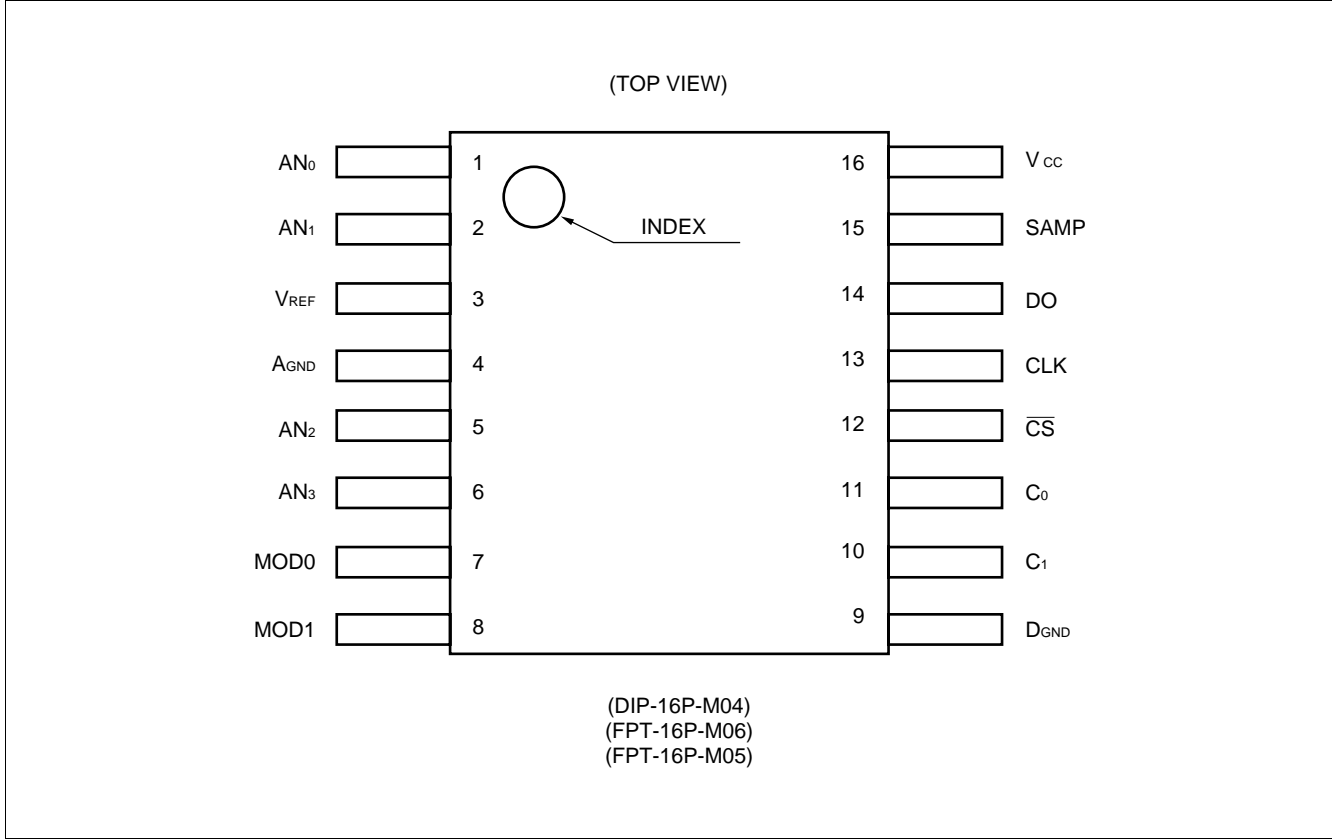 (TOP VIEW)
AN0 1 16 VCC
AN1 2 INDEX 15 SAMP
VREF 3 14 DO
AGND 4 13 CLK
AN2 5 12 C̅S̅
AN3 6 11 C0
MOD0 7 10 C1
MOD1 8 9 DGND
(DIP-16P-M04)
(FPT-16P-M06)
(FPT-16P-M05)